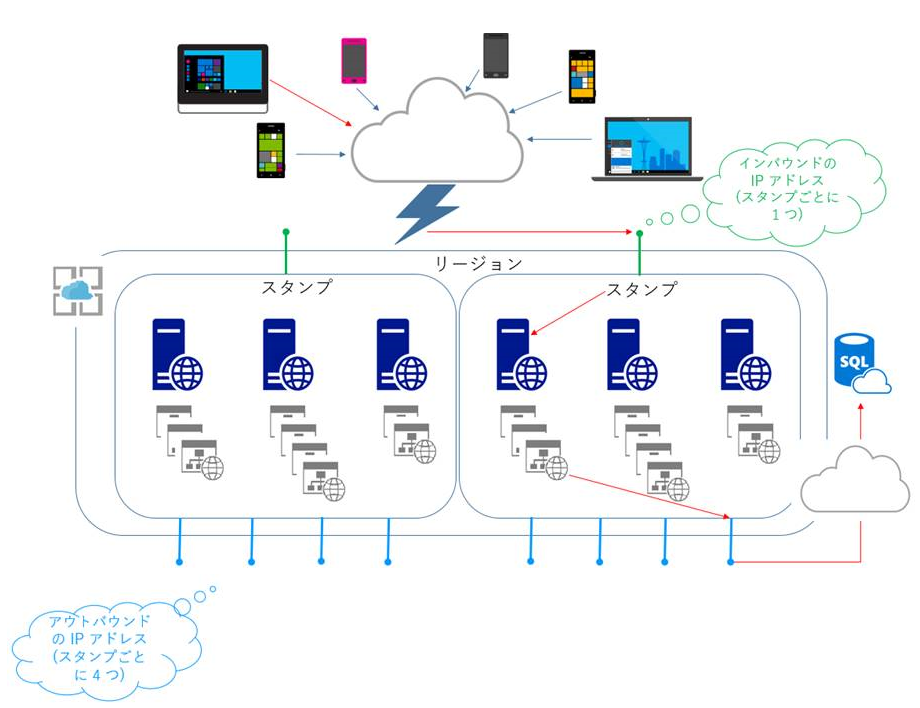 インバウンドの
IP アドレス
(スタンプごとに
1 つ)
リージョン
スタンプ
スタンプ
SQL
アウトバウンド
の IP アドレス
(スタンプごと
に 4 つ)